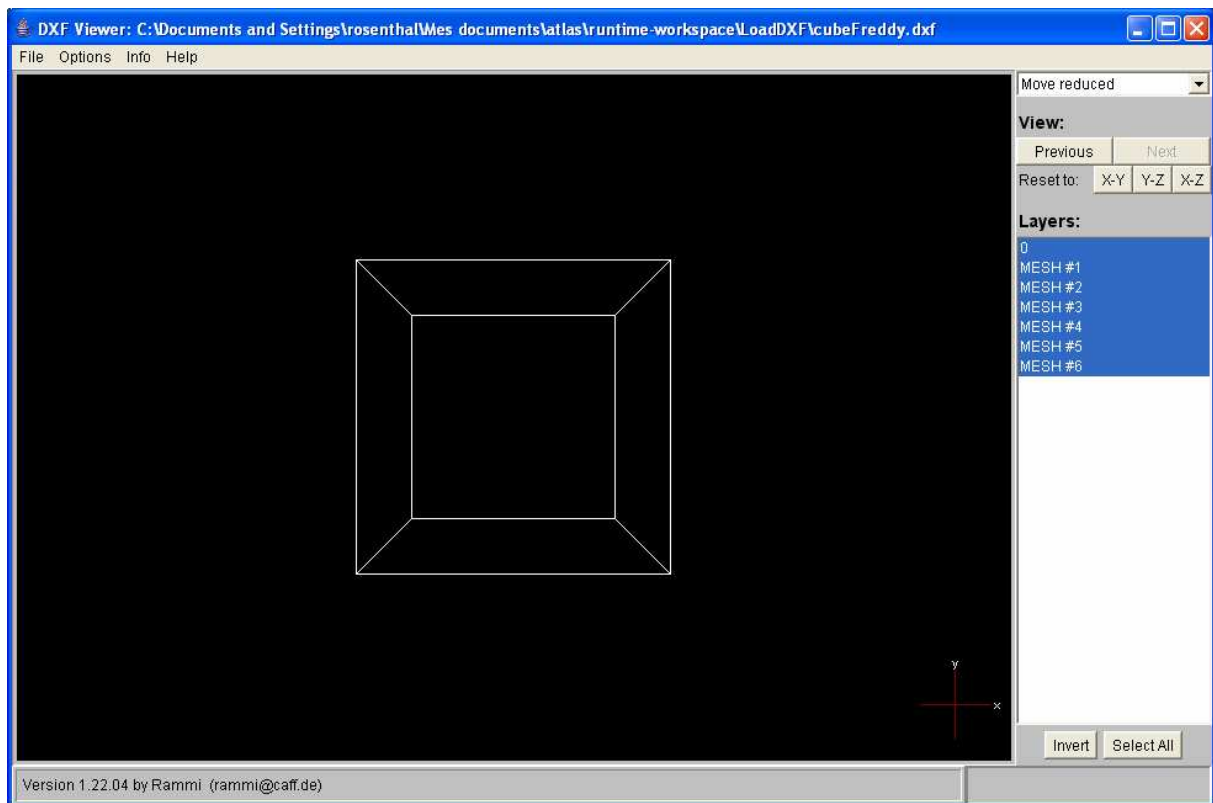 DXF Viewer: C:\Documents and Settings\rosenthal\Mes documents\atlas\runtime-workspace\LoadDXF\cubeFreddy.dxf
File Options Info Help
Move reduced
View:
Previous Next
Reset to: X-Y Y-Z X-Z
Layers:
0
MESH #1
MESH #2
MESH #3
MESH #4
MESH #5
MESH #6
y
x
Invert Select All
Version 1.22.04 by Rammi (rammi@caff.de)